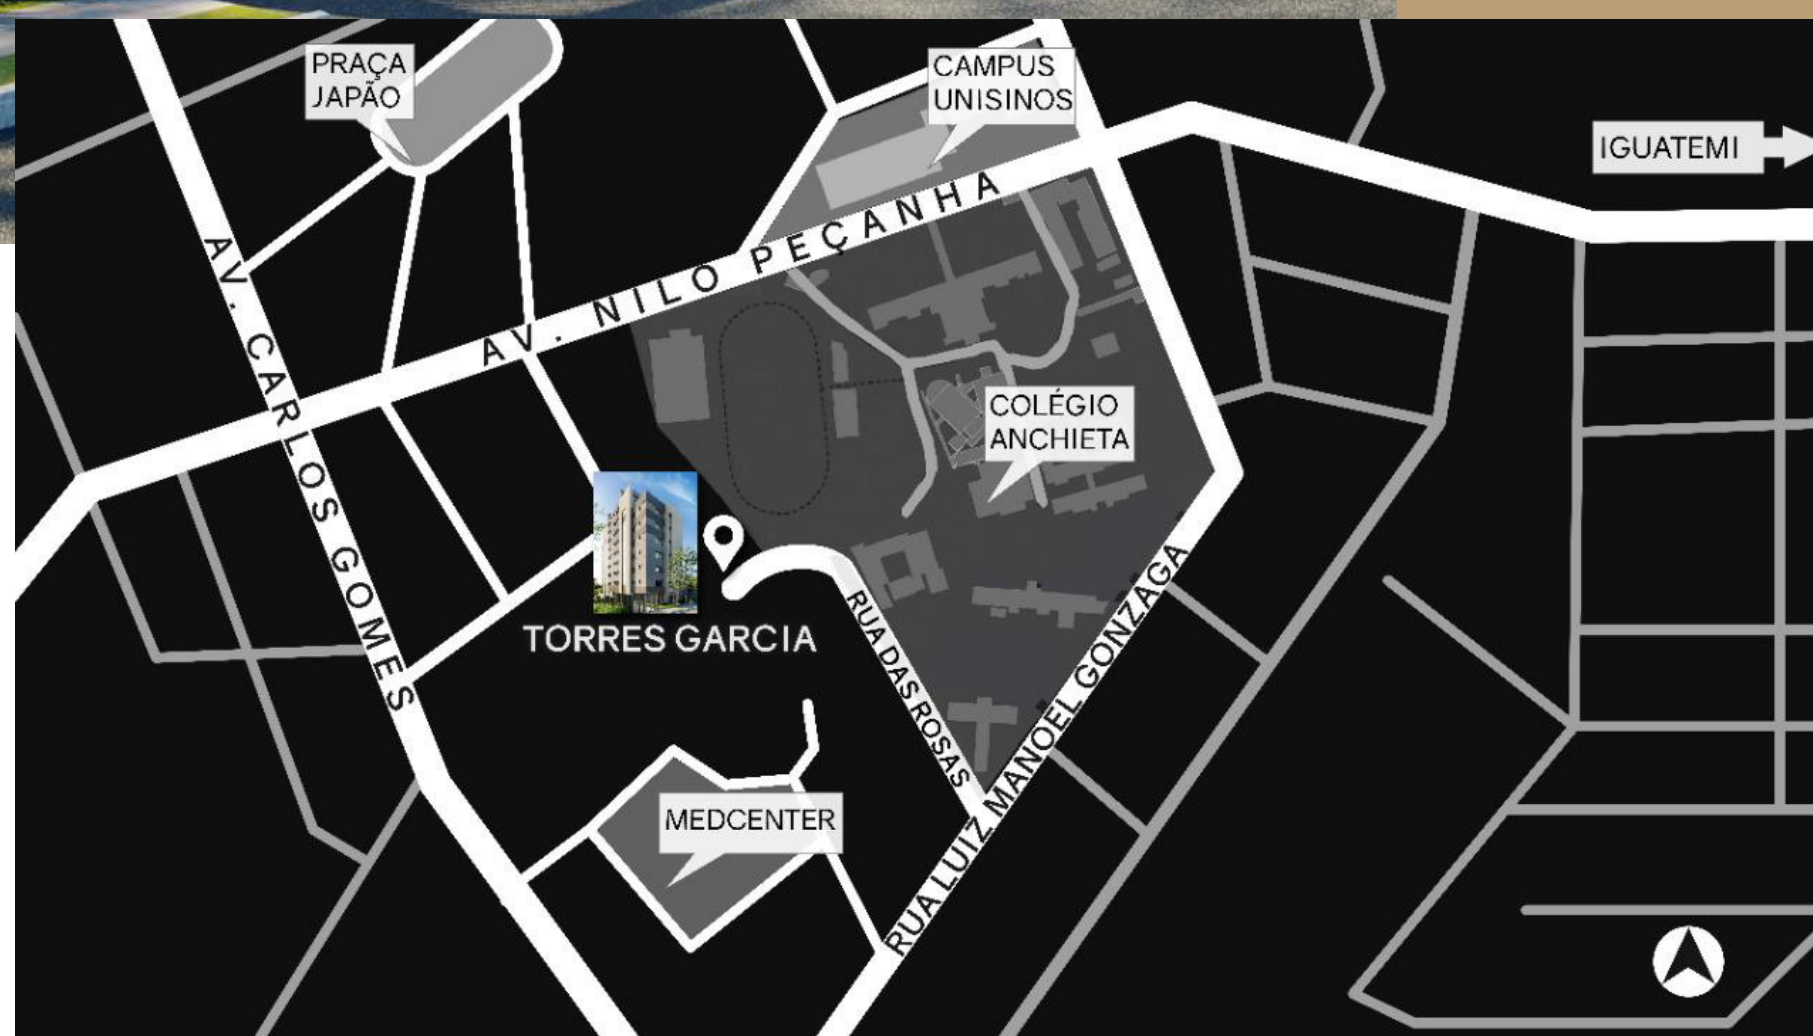 PRAÇA
JAPÃO
CAMPUS
UNISINOS
IGUATEMI
AV. CARLOS GOMES
AV. NILO PEÇANHA
COLÉGIO
ANCHIETA
TORRES GARCIA
RUA DAS ROSAS
RUA LUIZ MANOEL GONZAGA
MEDCENTER